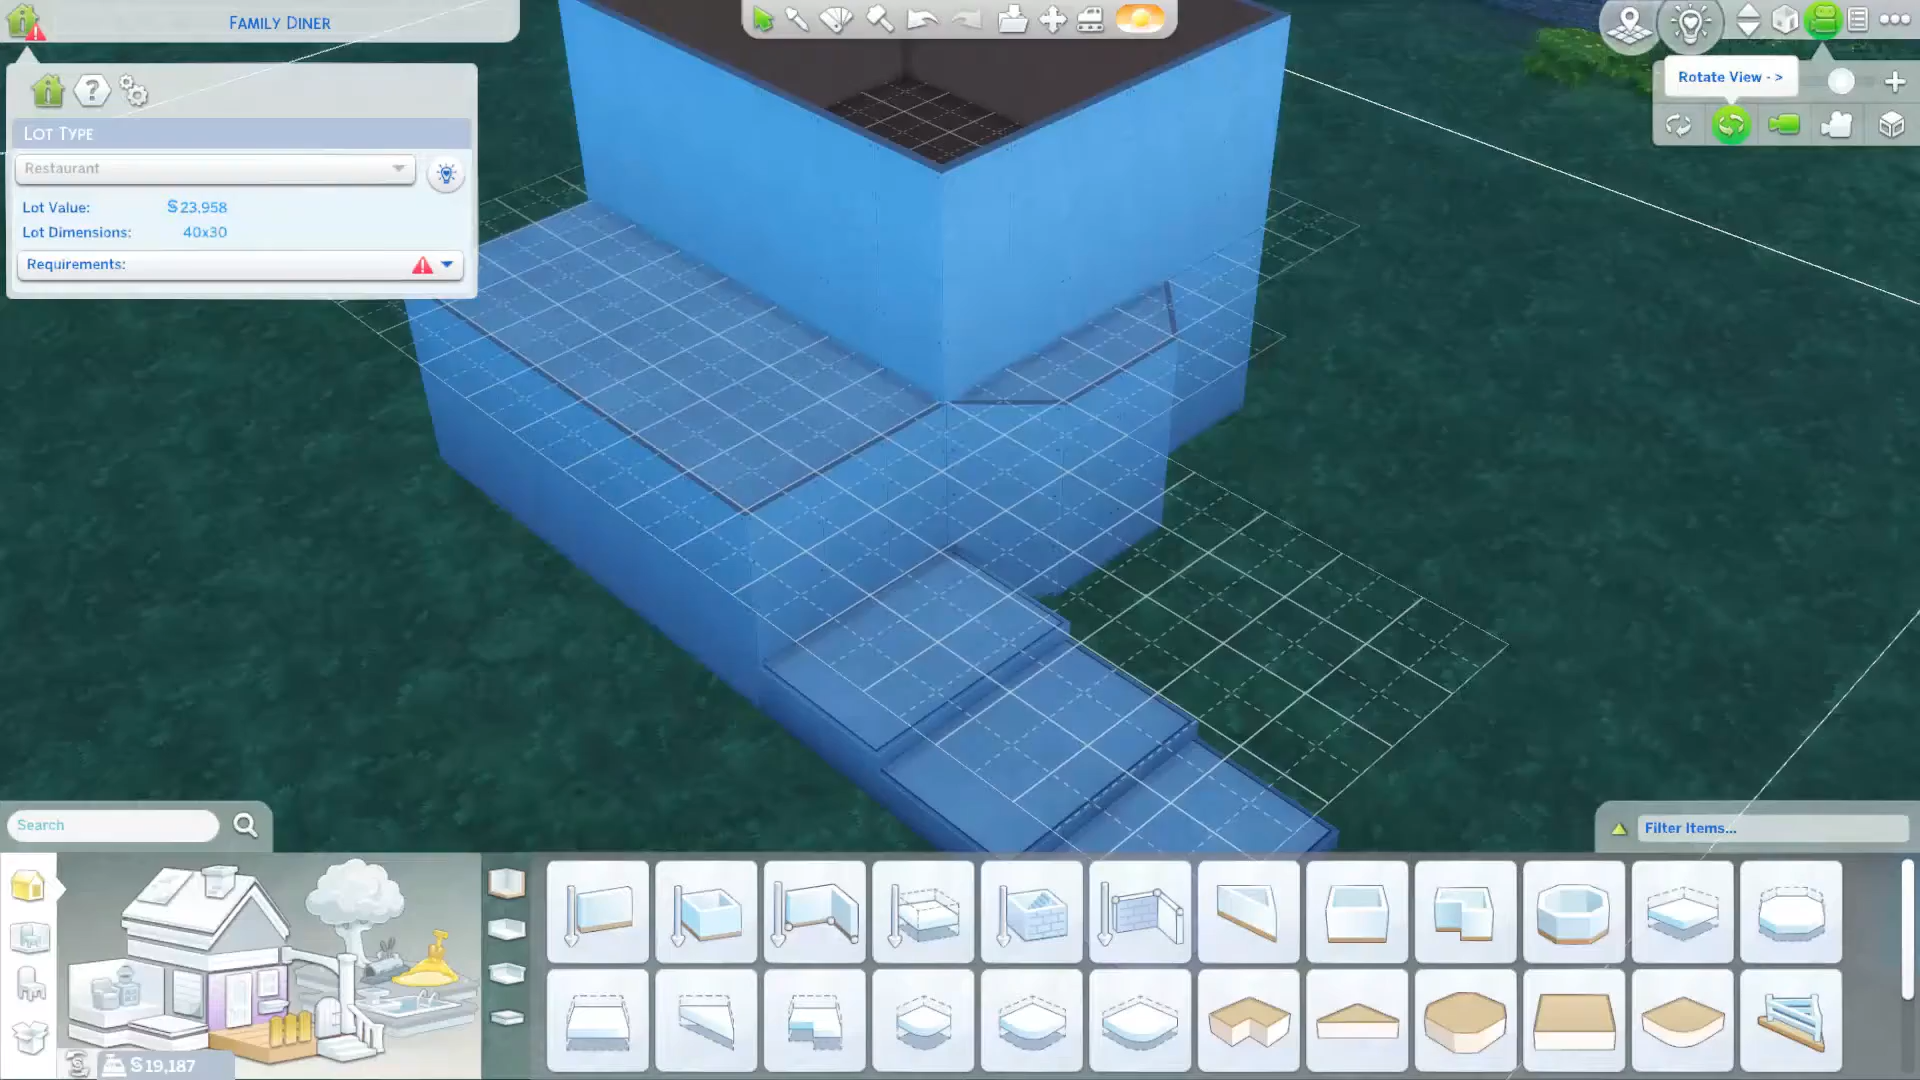 FAMILY DINER
Rotate View - >
LOT TYPE
Restaurant
Lot Value: $23,958
Lot Dimensions: 40x30
Requirements:
Search
Filter Items...
$19,187